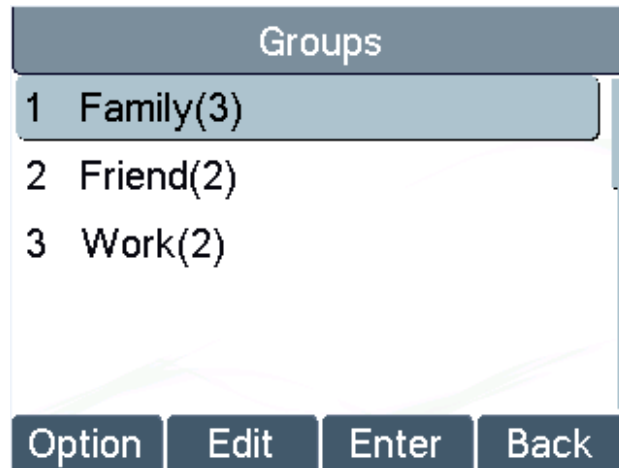 Groups
1 Family(3)
2 Friend(2)
3 Work(2)
Option Edit Enter Back